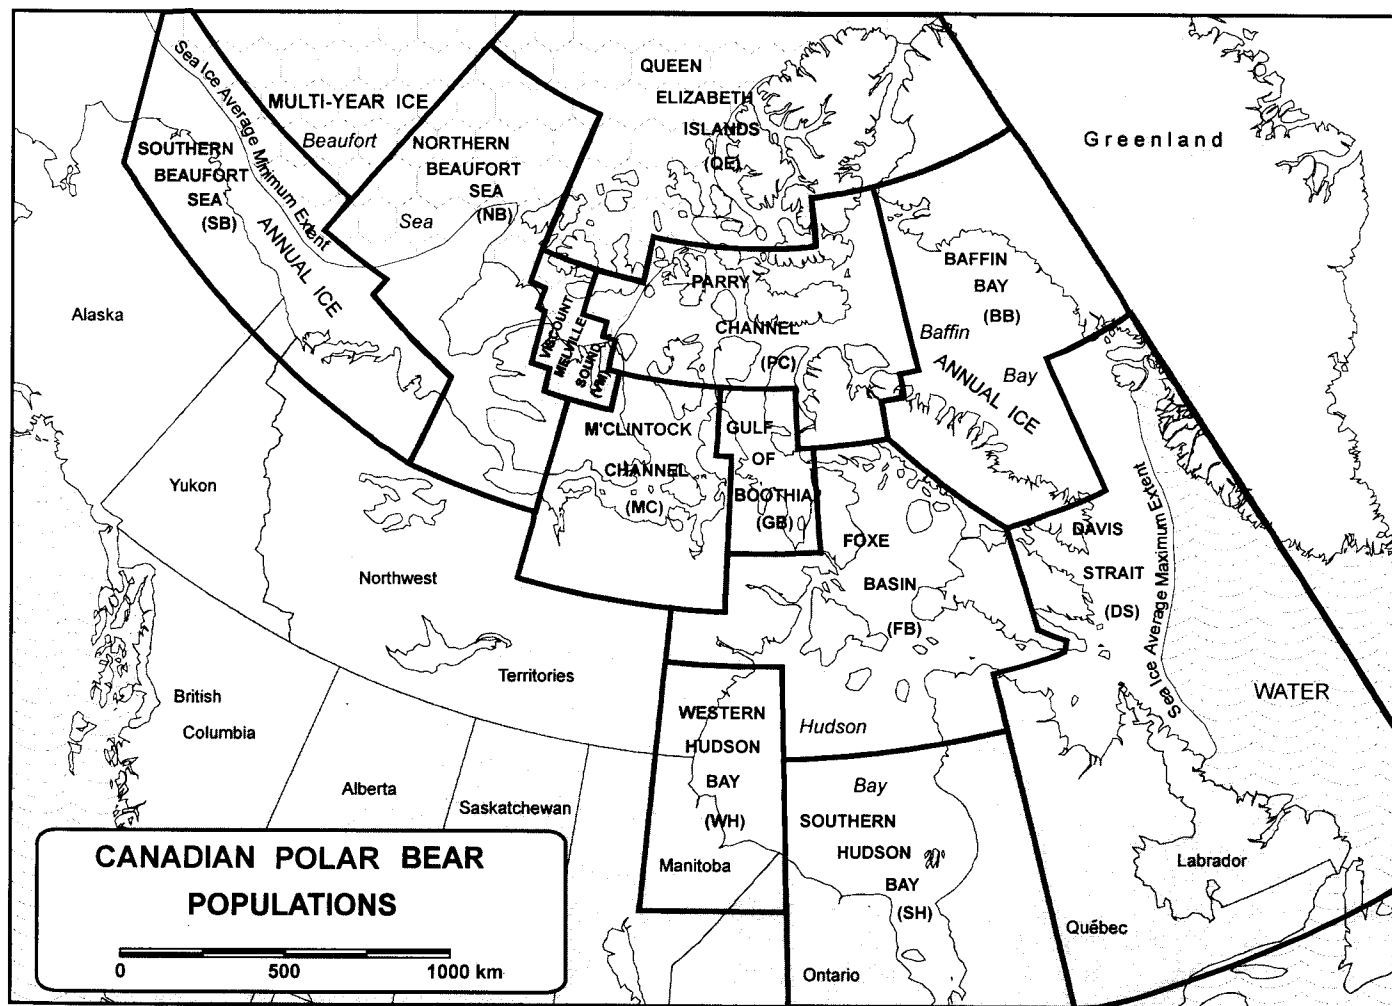 Sea Ice Average Minimum Extent
MULTI-YEAR ICE
Beaufort
Sea
SOUTHERN
BEAUFORT
SEA
(SB)
ANNUAL ICE
NORTHERN
BEAUFORT
SEA
(NB)
QUEEN
ELIZABETH
ISLANDS
(QE)
Greenland
VISCOUNT
MELVILLE
SOUND
(VM)
PARRY
CHANNEL
(PC)
BAFFIN
BAY
(BB)
Baffin
Bay
ANNUAL ICE
Alaska
Yukon
Northwest
Territories
M'CLINTOCK
CHANNEL
(MC)
GULF
OF
BOOTHIA
(GB)
FOXE
BASIN
(FB)
DAVIS
STRAIT
(DS)
Sea Ice Average Maximum Extent
WATER
British
Columbia
Alberta
Saskatchewan
Manitoba
WESTERN
HUDSON
BAY
(WH)
Hudson
Bay
SOUTHERN
HUDSON
BAY
(SH)
Ontario
Québec
Labrador
CANADIAN POLAR BEAR
POPULATIONS
0 500 1000 km